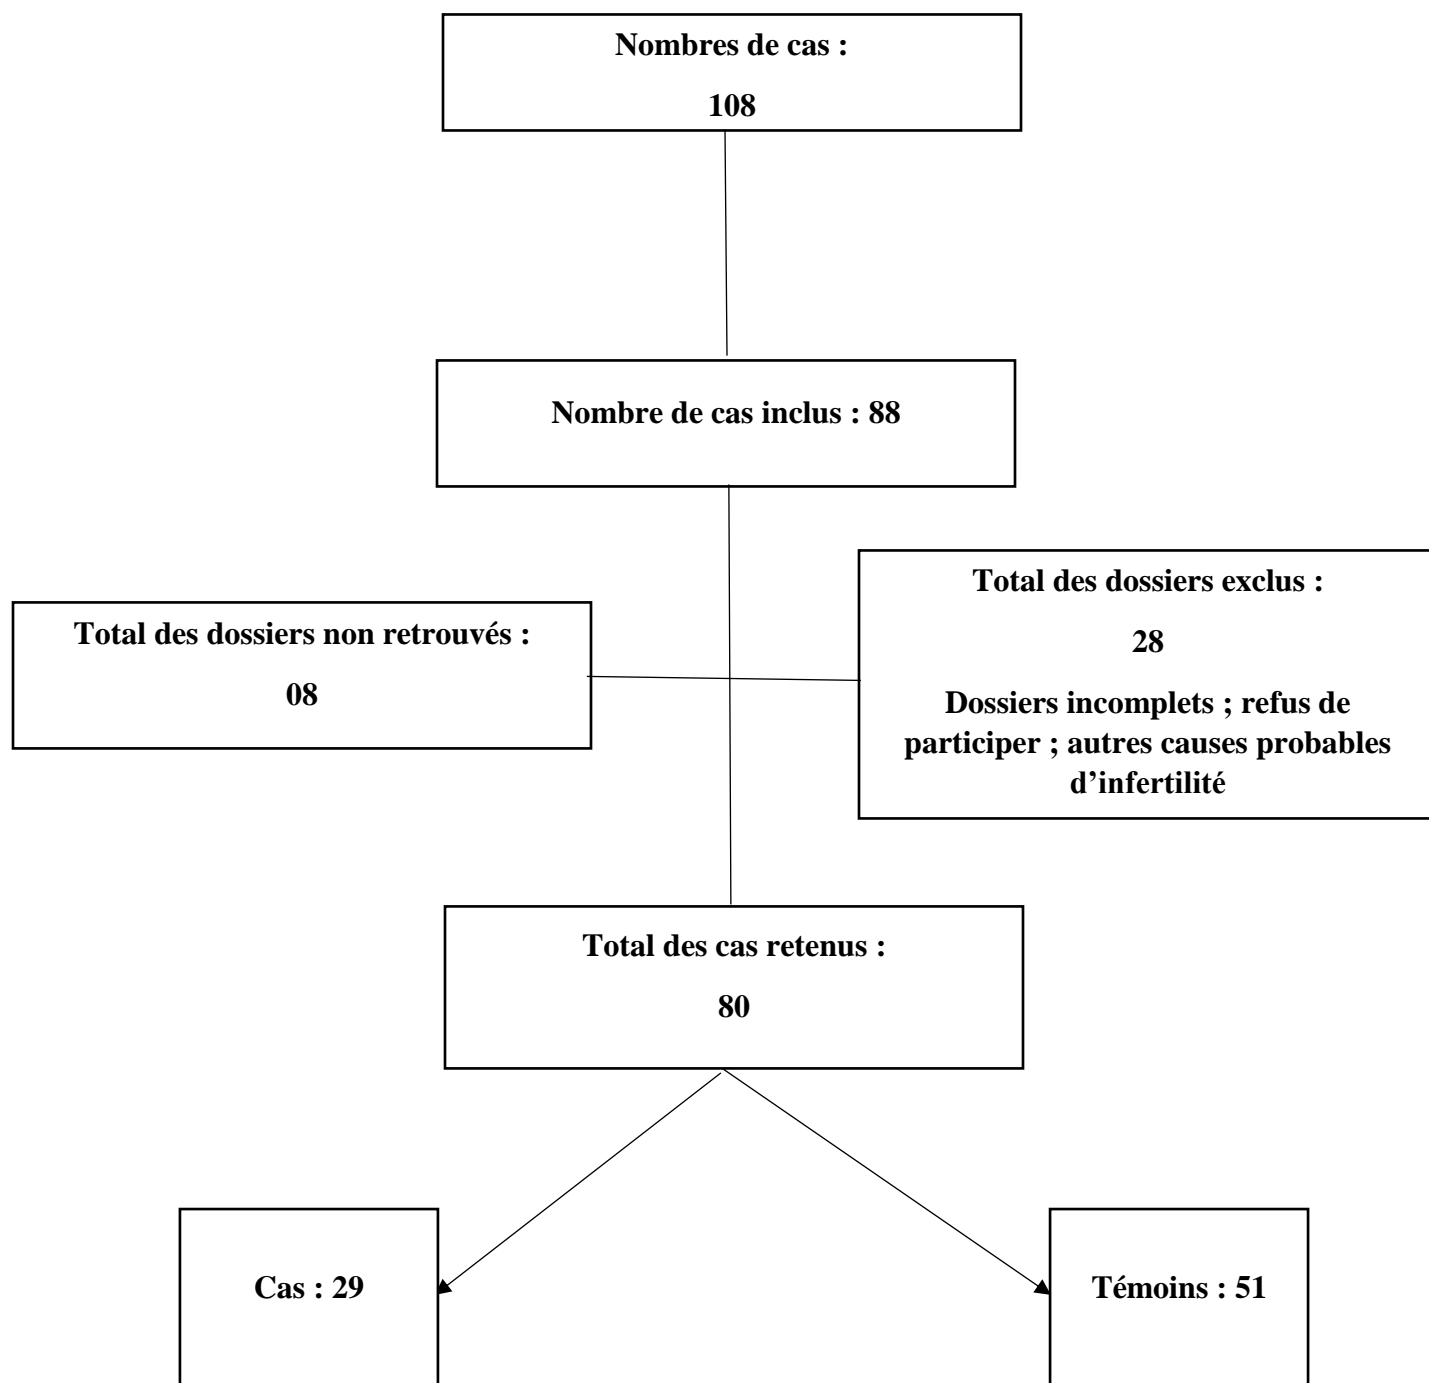 Nombres de cas :
108
Nombre de cas inclus : 88
Total des dossiers non retrouvés :
08
Total des dossiers exclus :
28
Dossiers incomplets ; refus de
participer ; autres causes probables
d’infertilité
Total des cas retenus :
80
Cas : 29
Témoins : 51